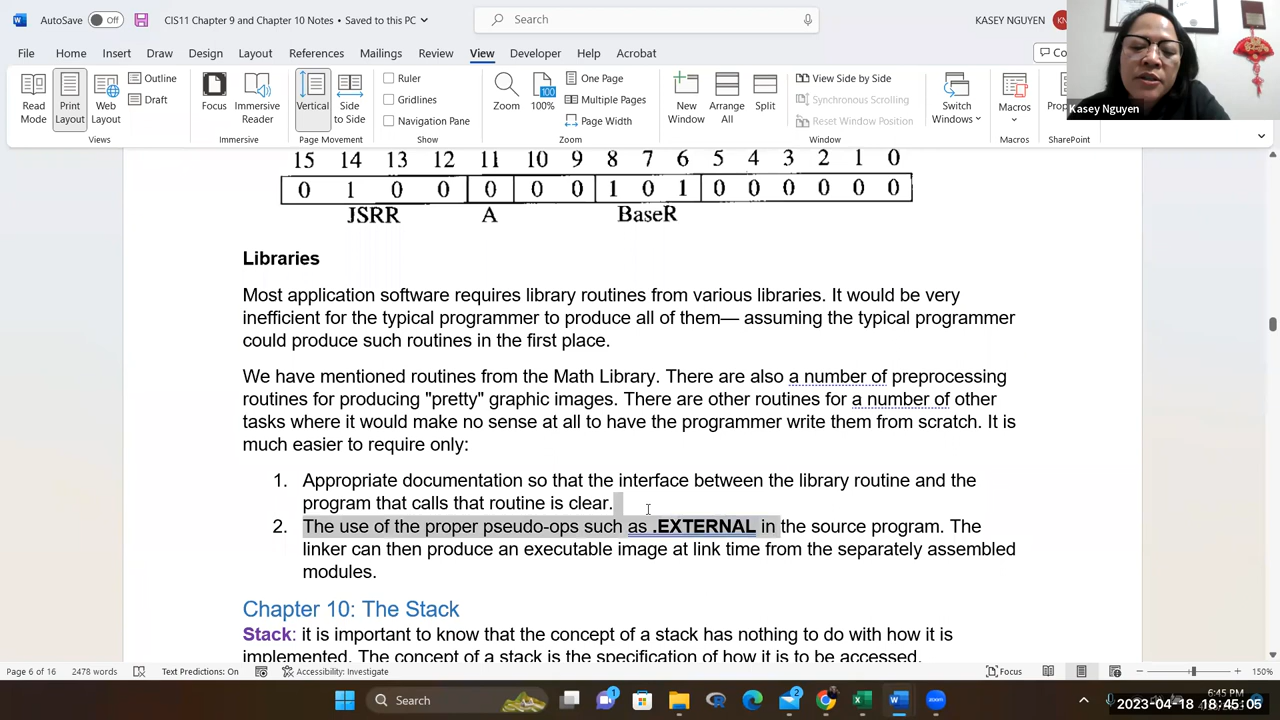 AutoSave Off CIS11 Chapter 9 and Chapter 10 Notes • Saved to this PC Search KASEY NGUYEN KN
File Home Insert Draw Design Layout References Mailings Review View Developer Help Acrobat Co
Read Mode
Print Layout
Web Layout
Outline
Draft
Views
Focus
Immersive Reader
Immersive
Vertical
Side to Side
Page Movement
Ruler
Gridlines
Navigation Pane
Show
Zoom
100
100%
One Page
Multiple Pages
Page Width
Zoom
New Window
Arrange All
Split
View Side by Side
Synchronous Scrolling
Reset Window Position
Window
Switch Windows
Macros
Macros
SharePoint
Kasey Nguyen
15 14 13 12 11 10 9 8 7 6 5 4 3 2 1 0
0 1 0 0 0 0 0 1 0 1 0 0 0 0 0 0
JSRR A BaseR
Libraries
Most application software requires library routines from various libraries. It would be very
inefficient for the typical programmer to produce all of them— assuming the typical programmer
could produce such routines in the first place.
We have mentioned routines from the Math Library. There are also a number of preprocessing
routines for producing "pretty" graphic images. There are other routines for a number of other
tasks where it would make no sense at all to have the programmer write them from scratch. It is
much easier to require only:
1. Appropriate documentation so that the interface between the library routine and the
program that calls that routine is clear.
2. The use of the proper pseudo-ops such as .EXTERNAL in the source program. The
linker can then produce an executable image at link time from the separately assembled
modules.
Chapter 10: The Stack
Stack: it is important to know that the concept of a stack has nothing to do with how it is
implemented. The concept of a stack is the specification of how it is to be accessed.
Page 6 of 16 2478 words Text Predictions: On Accessibility: Investigate Focus 150%
Search
1
2
zoom
6:45 PM
2023-04-18 18:45:05